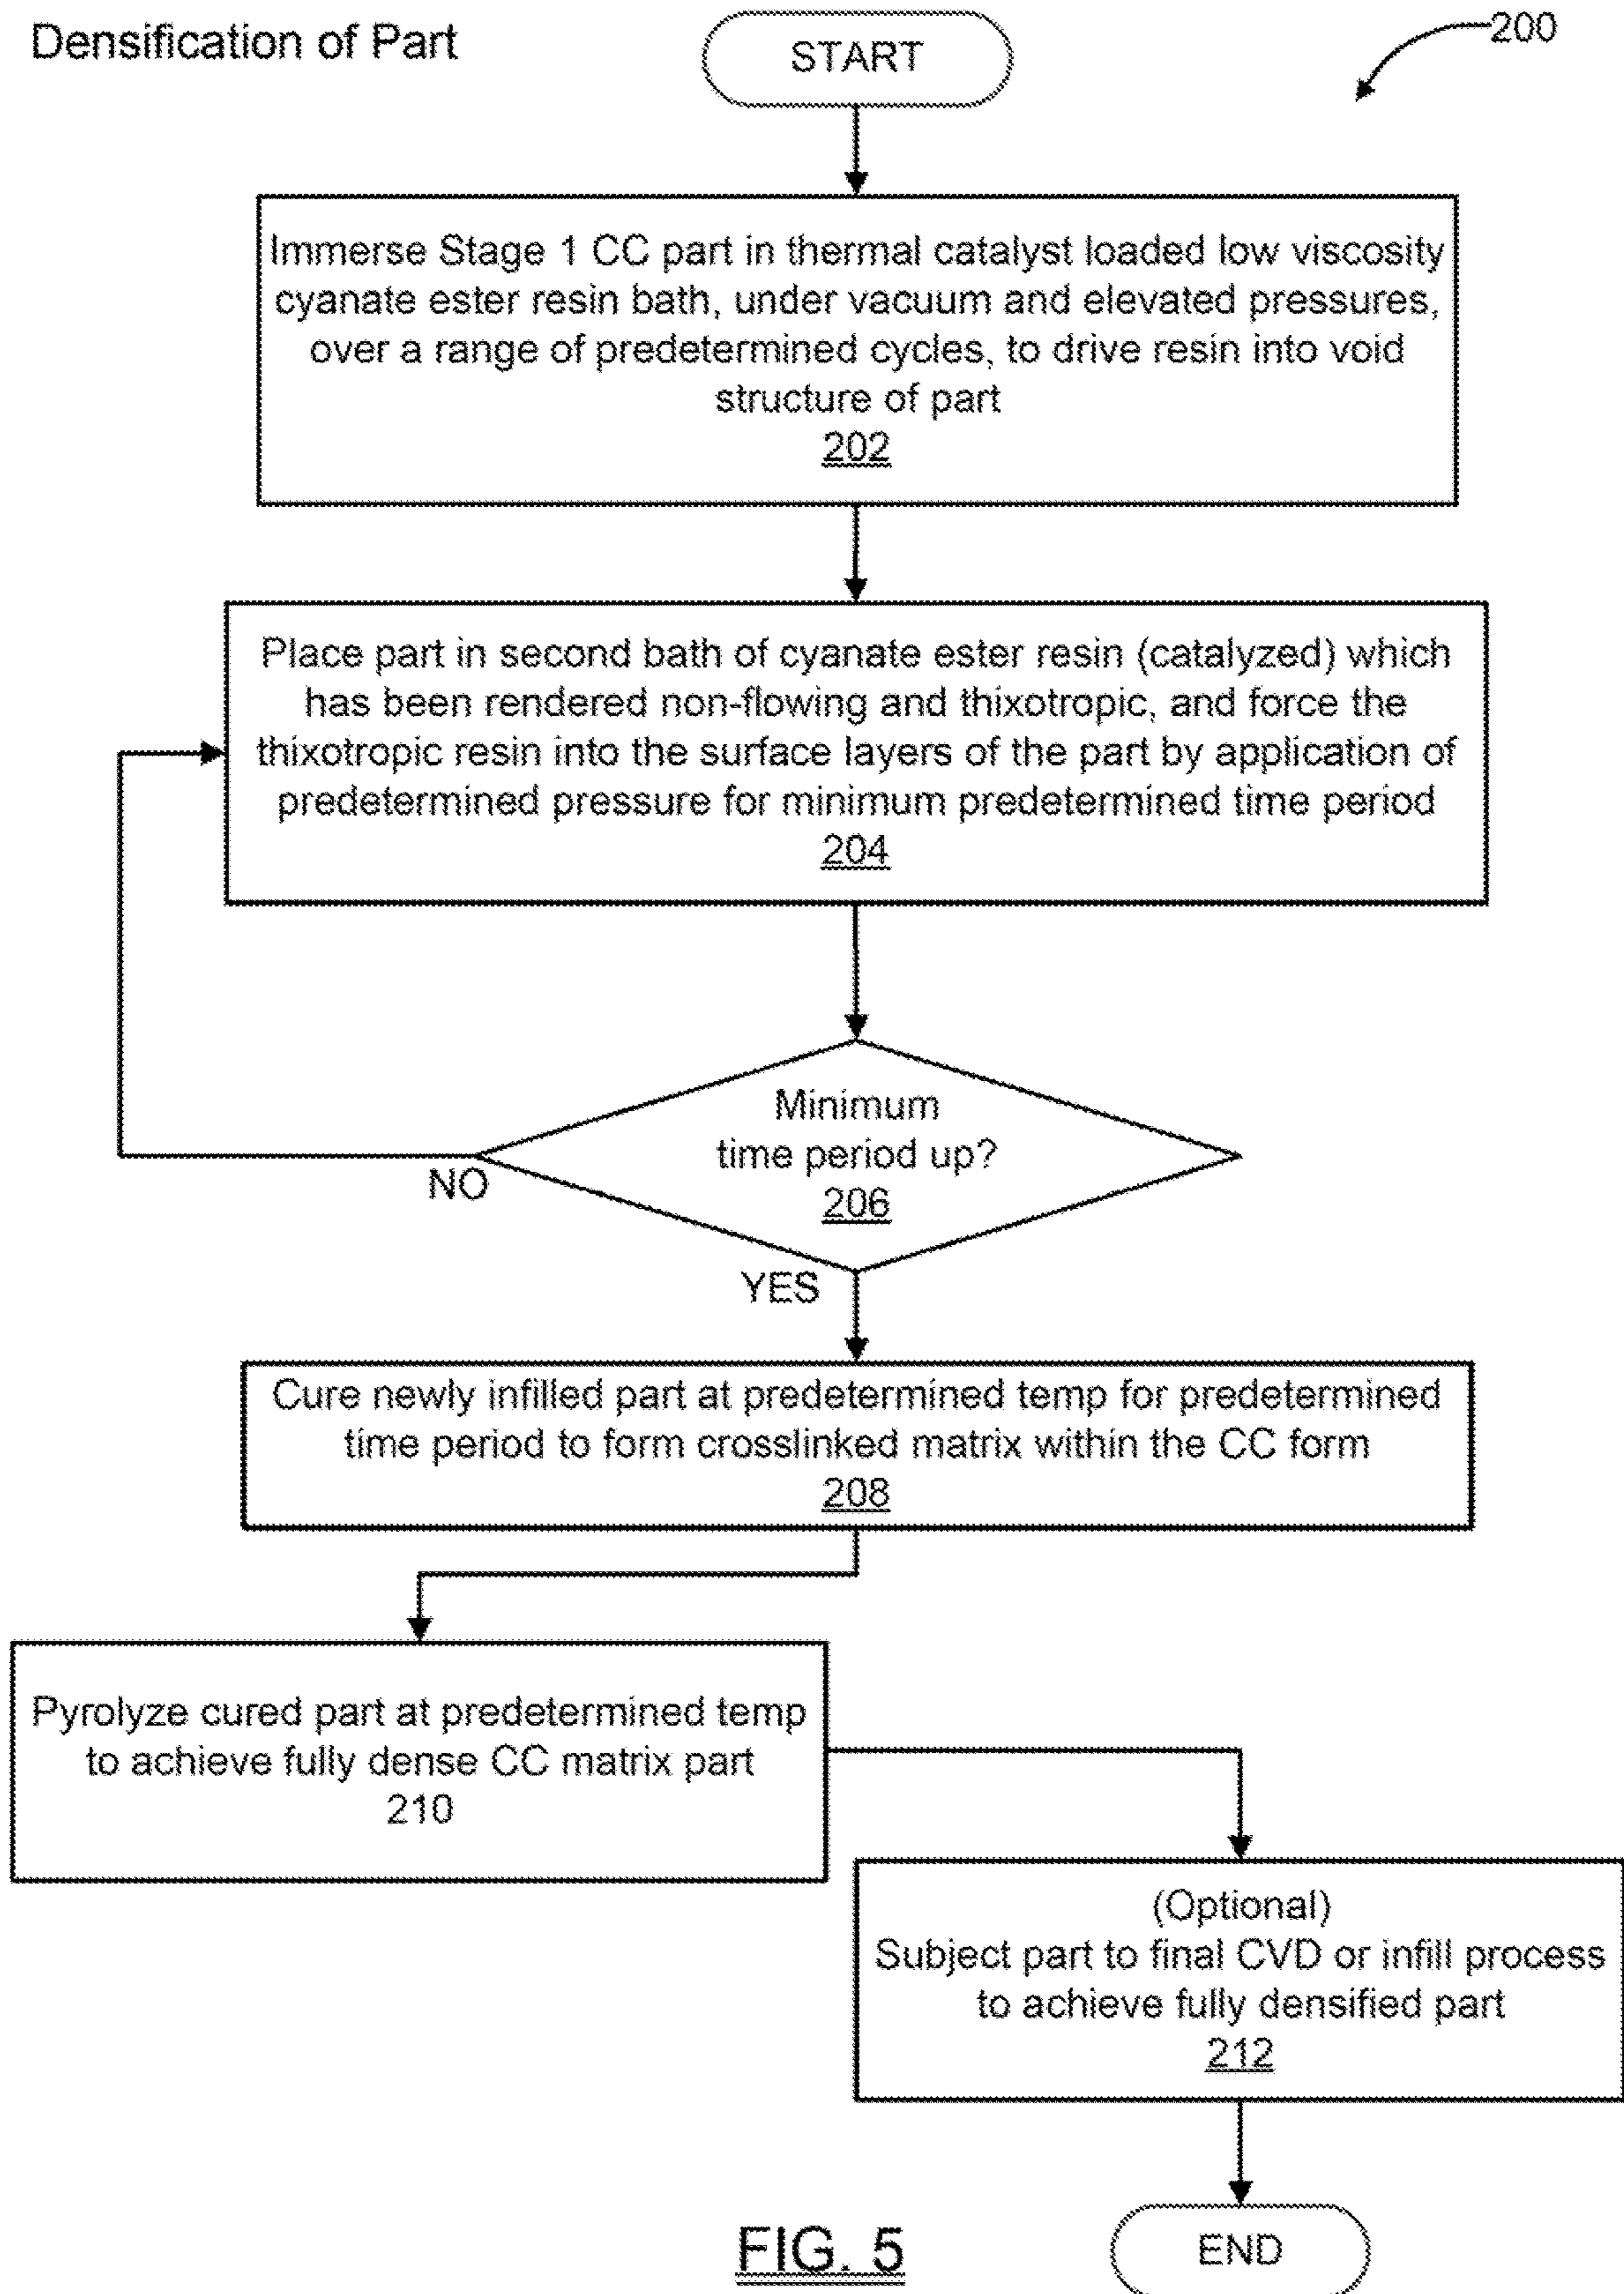 Densification of Part
200
START
Immerse Stage 1 CC part in thermal catalyst loaded low viscosity
cyanate ester resin bath, under vacuum and elevated pressures,
over a range of predetermined cycles, to drive resin into void
structure of part
202
Place part in second bath of cyanate ester resin (catalyzed) which
has been rendered non-flowing and thixotropic, and force the
thixotropic resin into the surface layers of the part by application of
predetermined pressure for minimum predetermined time period
204
Minimum
time period up?
206
NO
YES
Cure newly infilled part at predetermined temp for predetermined
time period to form crosslinked matrix within the CC form
208
Pyrolyze cured part at predetermined temp
to achieve fully dense CC matrix part
210
(Optional)
Subject part to final CVD or infill process
to achieve fully densified part
212
END
FIG. 5